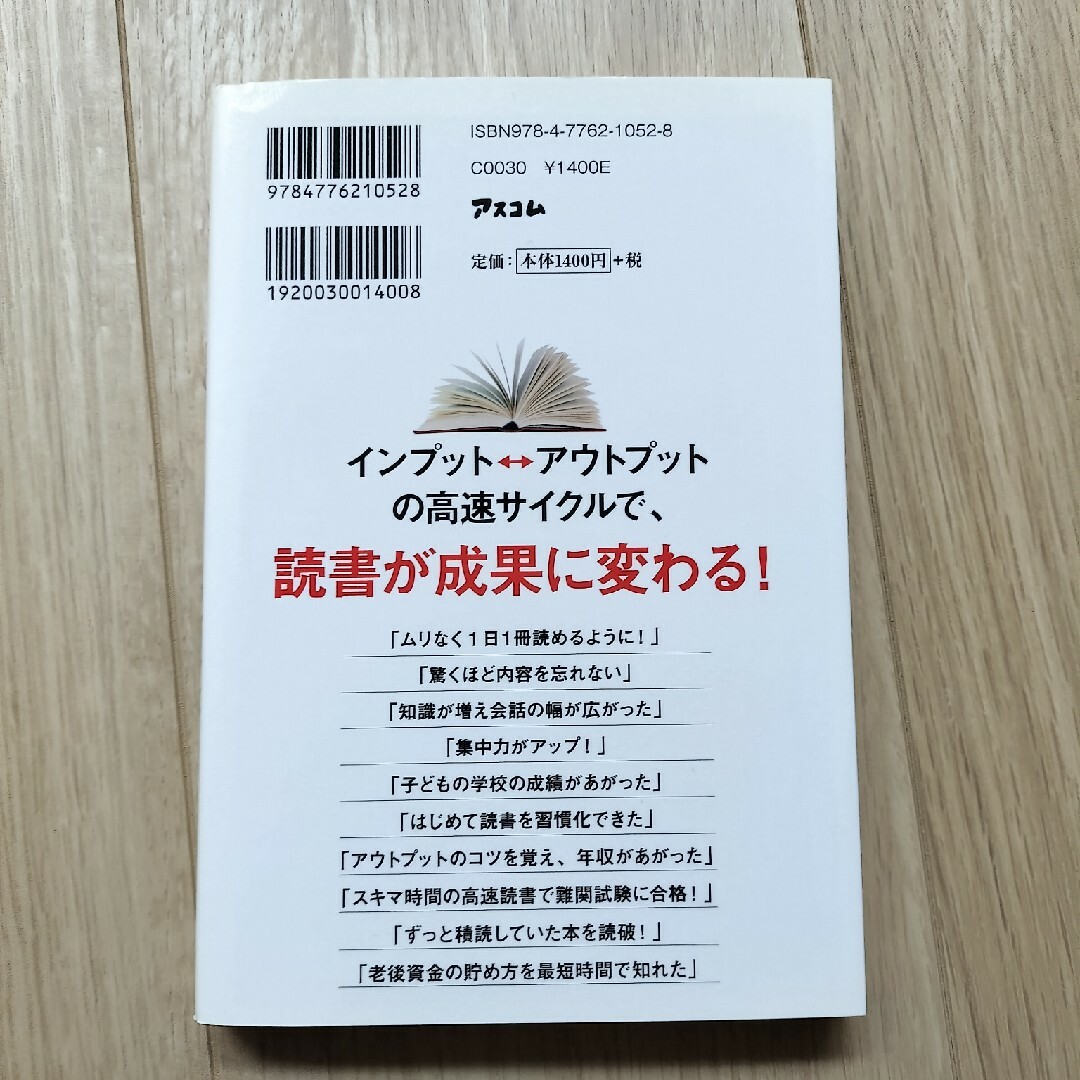 9784776210528
1920030014008
ISBN978-4-7762-1052-8
C0030 ¥1400E
アスコム
定価：本体1400円+税
インプット↔アウトプット
の高速サイクルで、
読書が成果に変わる！
「ムリなく1日1冊読めるように！」
「驚くほど内容を忘れない」
「知識が増え会話の幅が広がった」
「集中力がアップ！」
「子どもの学校の成績があがった」
「はじめて読書を習慣化できた」
「アウトプットのコツを覚え、年収があがった」
「スキマ時間の高速読書で難関試験に合格！」
「ずっと積読していた本を読破！」
「老後資金の貯め方を最短時間で知れた」